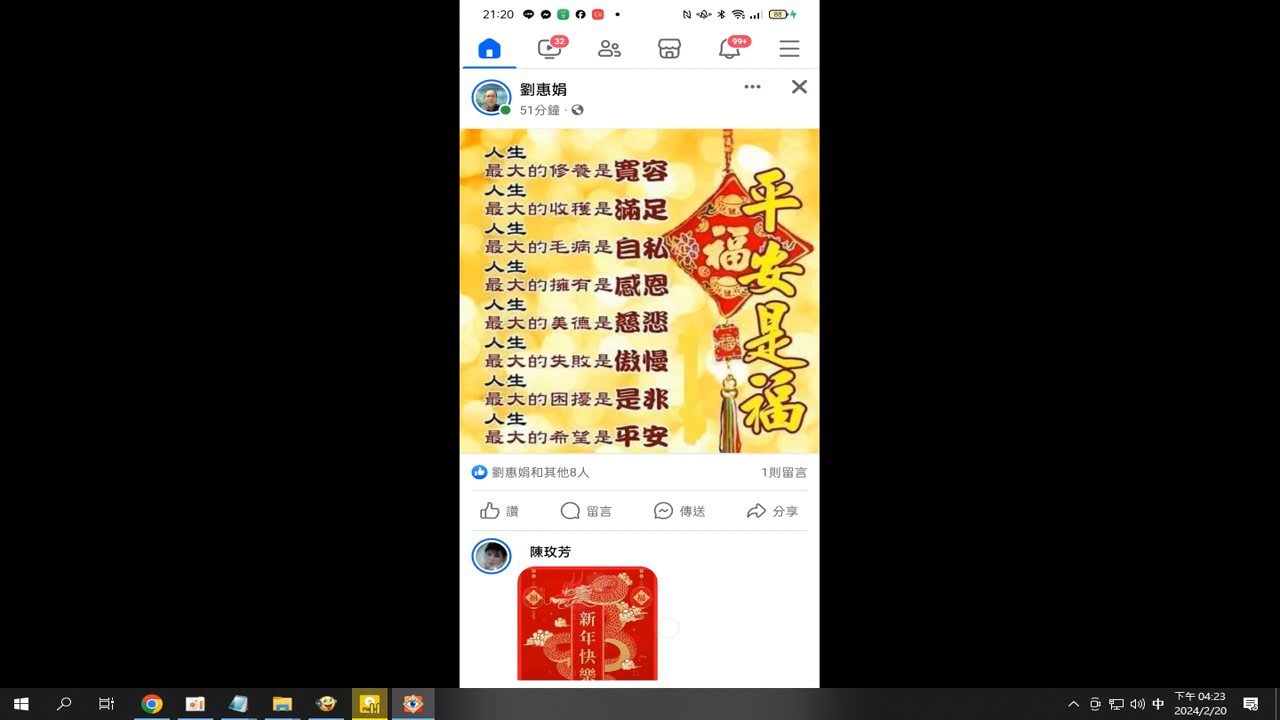 21:20
88
32
99+
劉惠娟
51分鐘 ·
人生
最大的修養是寬容
人生
最大的收穫是滿足
人生
最大的毛病是自私
人生
最大的擁有是感恩
人生
最大的美德是慈悲
人生
最大的失敗是傲慢
人生
最大的困擾是是非
人生
最大的希望是平安
平安是福
福
福
劉惠娟和其他8人
1則留言
讚
留言
傳送
分享
陳玫芳
福
福
新年快樂
中
下午 04:23
2024/2/20